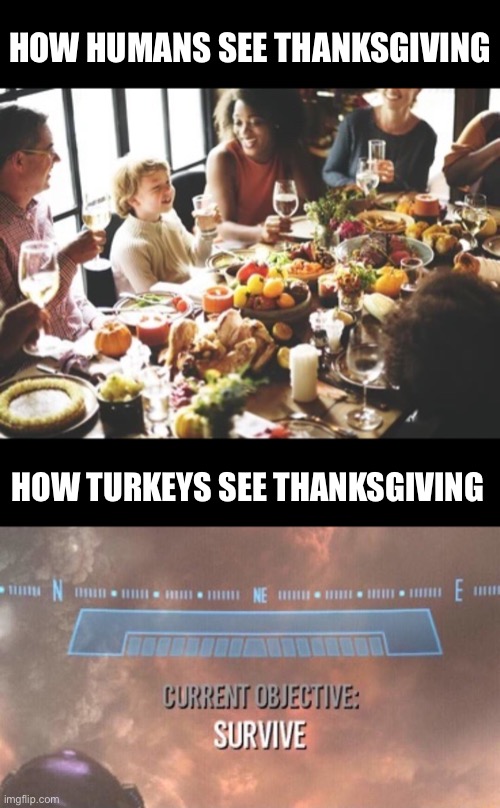 HOW HUMANS SEE THANKSGIVING
HOW TURKEYS SEE THANKSGIVING
N NE E
CURRENT OBJECTIVE:
SURVIVE
imgflip.com